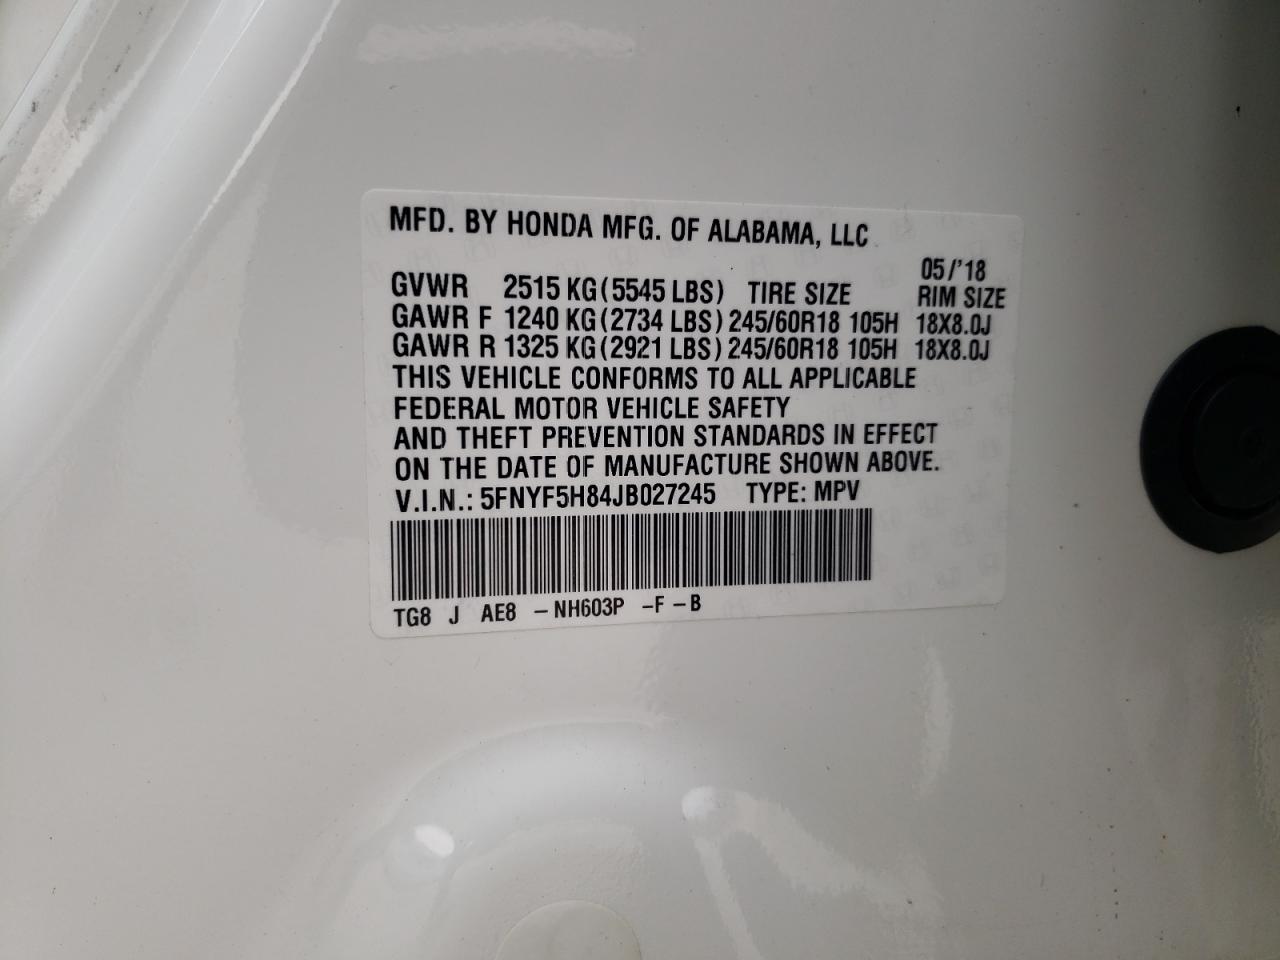 MFD. BY HONDA MFG. OF ALABAMA, LLC
05/'18
GVWR 2515 KG (5545 LBS) TIRE SIZE RIM SIZE
GAWR F 1240 KG (2734 LBS) 245/60R18 105H 18X8.0J
GAWR R 1325 KG (2921 LBS) 245/60R18 105H 18X8.0J
THIS VEHICLE CONFORMS TO ALL APPLICABLE
FEDERAL MOTOR VEHICLE SAFETY
AND THEFT PREVENTION STANDARDS IN EFFECT
ON THE DATE OF MANUFACTURE SHOWN ABOVE.
V.I.N.: 5FNYF5H84JB027245 TYPE: MPV
TG8 J AE8 -NH603P -F -B